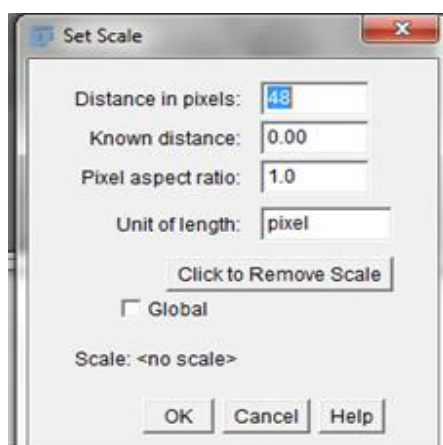 Set Scale
Distance in pixels: 48
Known distance: 0.00
Pixel aspect ratio: 1.0
Unit of length: pixel
Click to Remove Scale
Global
Scale: <no scale>
OK Cancel Help